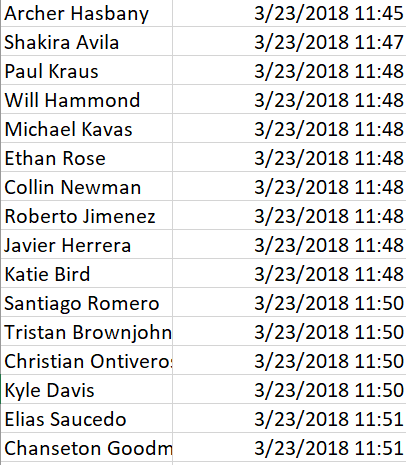 Archer Hasbany 3/23/2018 11:45
Shakira Avila 3/23/2018 11:47
Paul Kraus 3/23/2018 11:48
Will Hammond 3/23/2018 11:48
Michael Kavas 3/23/2018 11:48
Ethan Rose 3/23/2018 11:48
Collin Newman 3/23/2018 11:48
Roberto Jimenez 3/23/2018 11:48
Javier Herrera 3/23/2018 11:48
Katie Bird 3/23/2018 11:48
Santiago Romero 3/23/2018 11:50
Tristan Brownjohn 3/23/2018 11:50
Christian Ontiveros 3/23/2018 11:50
Kyle Davis 3/23/2018 11:50
Elias Saucedo 3/23/2018 11:51
Chanseton Goodm 3/23/2018 11:51